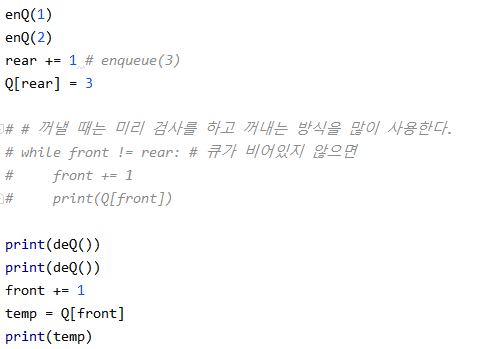 enQ(1)
enQ(2)
rear += 1 # enqueue(3)
Q[rear] = 3
# # 꺼낼 때는 미리 검사를 하고 꺼내는 방식을 많이 사용한다.
# while front != rear: # 큐가 비어있지 않으면
#     front += 1
#     print(Q[front])
print(deQ())
print(deQ())
front += 1
temp = Q[front]
print(temp)